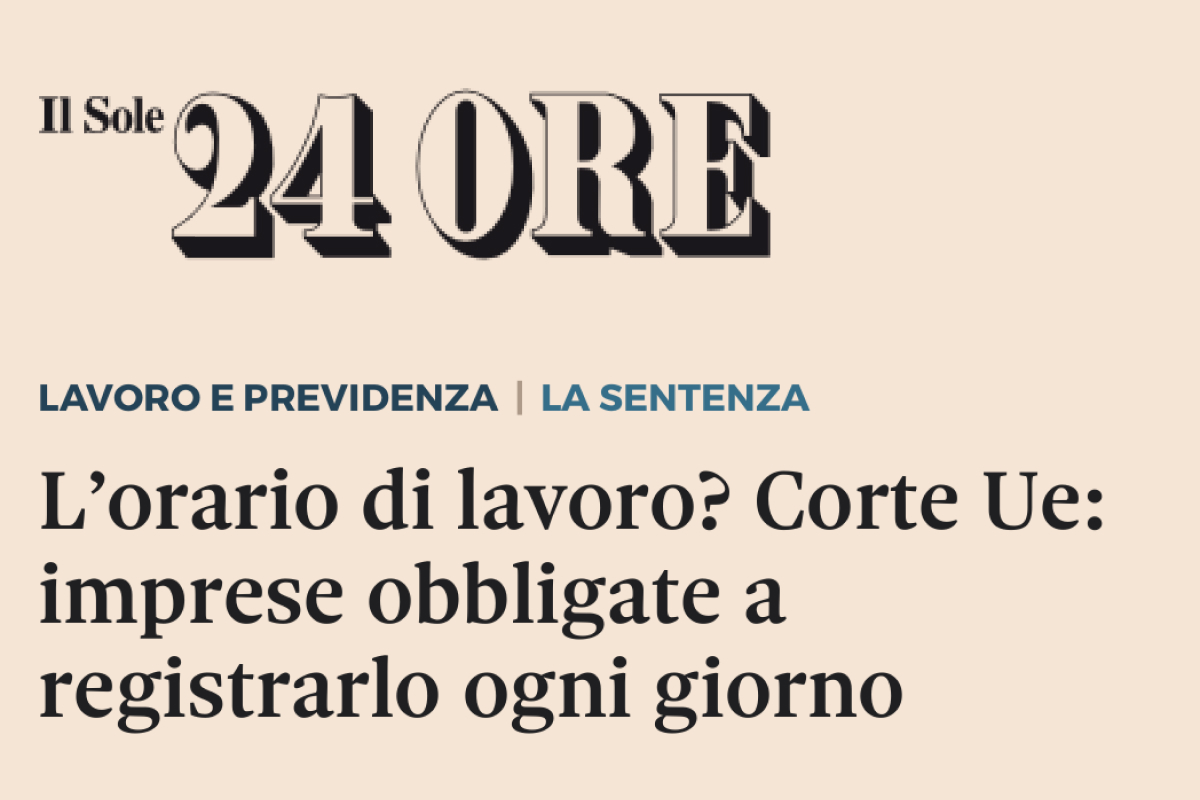 Il Sole 24 ORE
LAVORO E PREVIDENZA | LA SENTENZA
L’orario di lavoro? Corte Ue:
imprese obbligate a
registrarlo ogni giorno